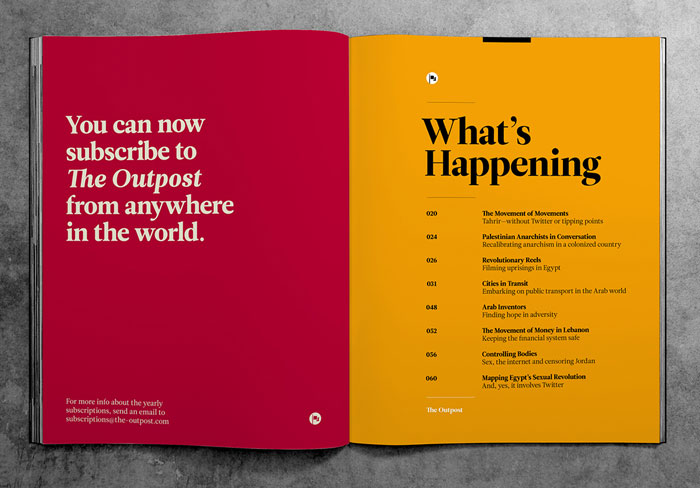 You can now
subscribe to
The Outpost
from anywhere
in the world.
For more info about the yearly
subscriptions, send an email to
subscriptions@the-outpost.com
What's
Happening
020 The Movement of Movements
Tahrir—without Twitter or tipping points
024 Palestinian Anarchists in Conversation
Recalibrating anarchism in a colonized country
026 Revolutionary Reels
Filming uprisings in Egypt
031 Cities in Transit
Embarking on public transport in the Arab world
048 Arab Inventors
Finding hope in adversity
052 The Movement of Money in Lebanon
Keeping the financial system safe
056 Controlling Bodies
Sex, the internet and censoring Jordan
060 Mapping Egypt's Sexual Revolution
And, yes, it involves Twitter
The Outpost